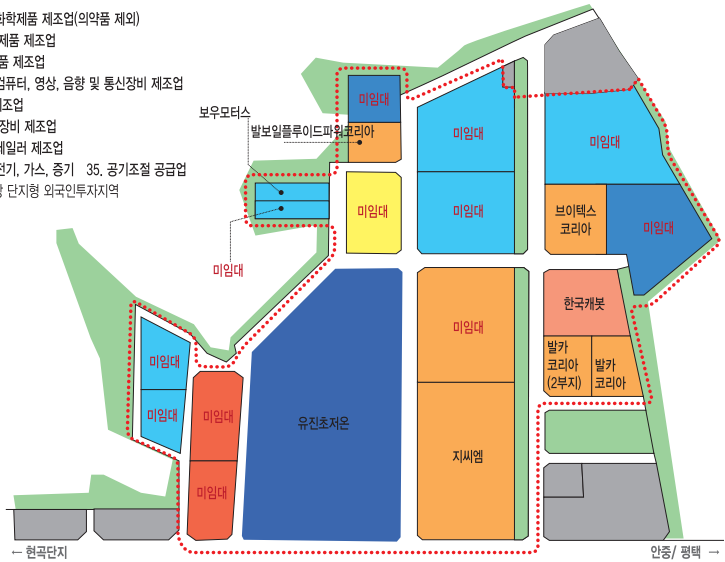 화학제품 제조업(의약품 제외)
제품 제조업
품 제조업
컴퓨터, 영상, 음향 및 통신장비 제조업
제조업
장비 제조업
레일러 제조업
전기, 가스, 증기 35. 공기조절 공급업
단지형 외국인투자지역
보우모터스
발보일플루이드파워코리아
미임대
미임대
미임대
미임대
미임대
브이텍스
코리아
미임대
미임대
미임대
한국캐봇
발카
코리아
(2부지)
발카
코리아
미임대
미임대
미임대
미임대
유진초저온
지씨엠
← 현곡단지
안중/ 평택 →